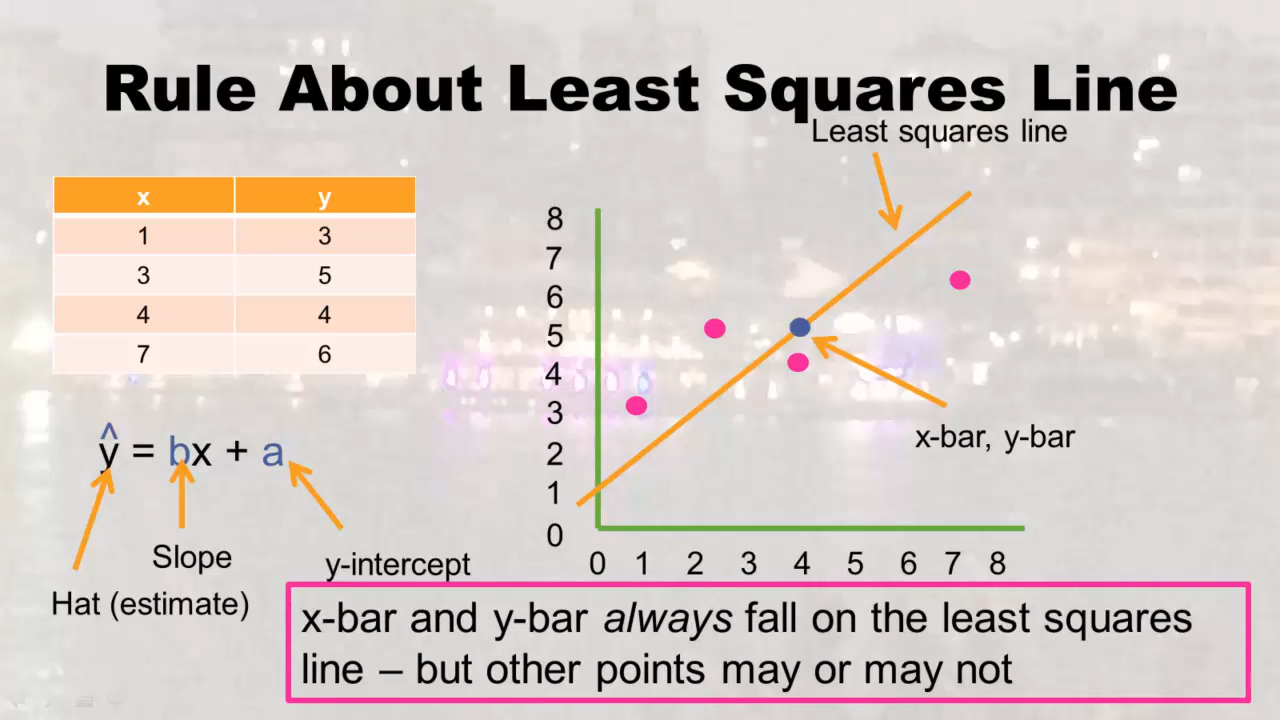 Rule About Least Squares Line
Least squares line
x y
1 3
3 5
4 4
7 6
ŷ = bx + a
Slope
y-intercept
Hat (estimate)
8
7
6
5
4
3
2
1
0
0 1 2 3 4 5 6 7 8
x-bar, y-bar
x-bar and y-bar always fall on the least squares
line – but other points may or may not